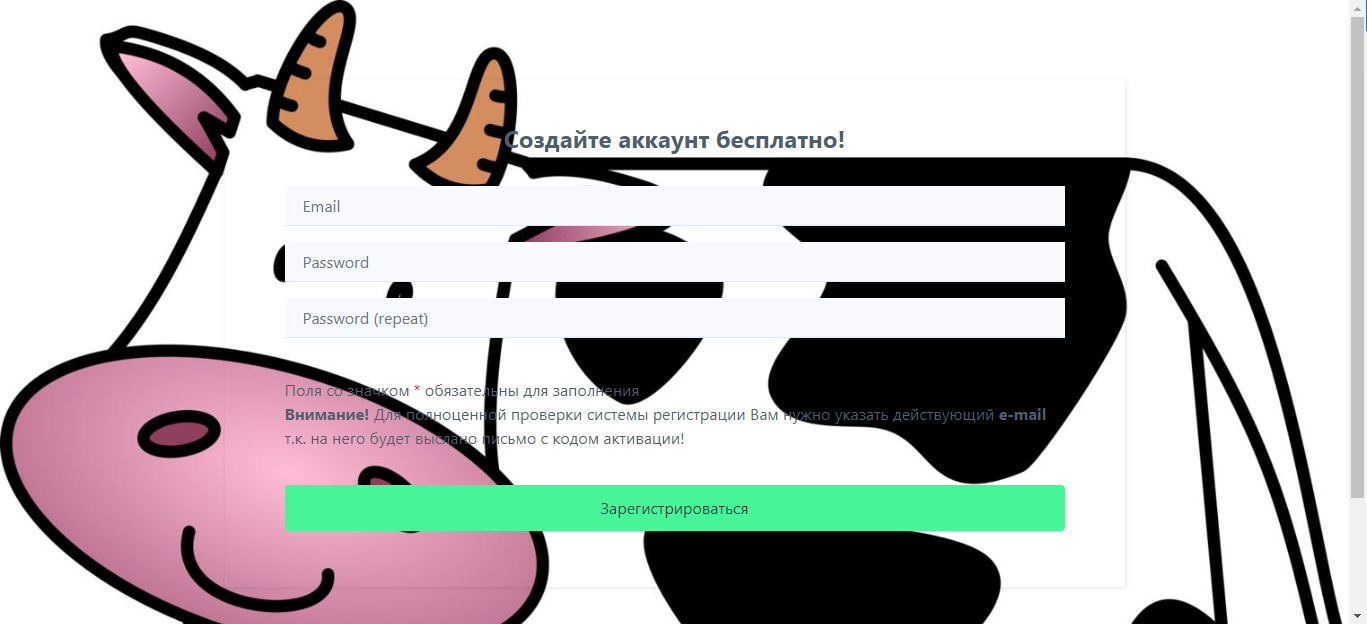 Создайте аккаунт бесплатно!
Email
Password
Password (repeat)
Поля со значком * обязательны для заполнения
Внимание! Для полноценной проверки системы регистрации Вам нужно указать действующий e-mail
т.к. на него будет выслано письмо с кодом активации!
Зарегистрироваться